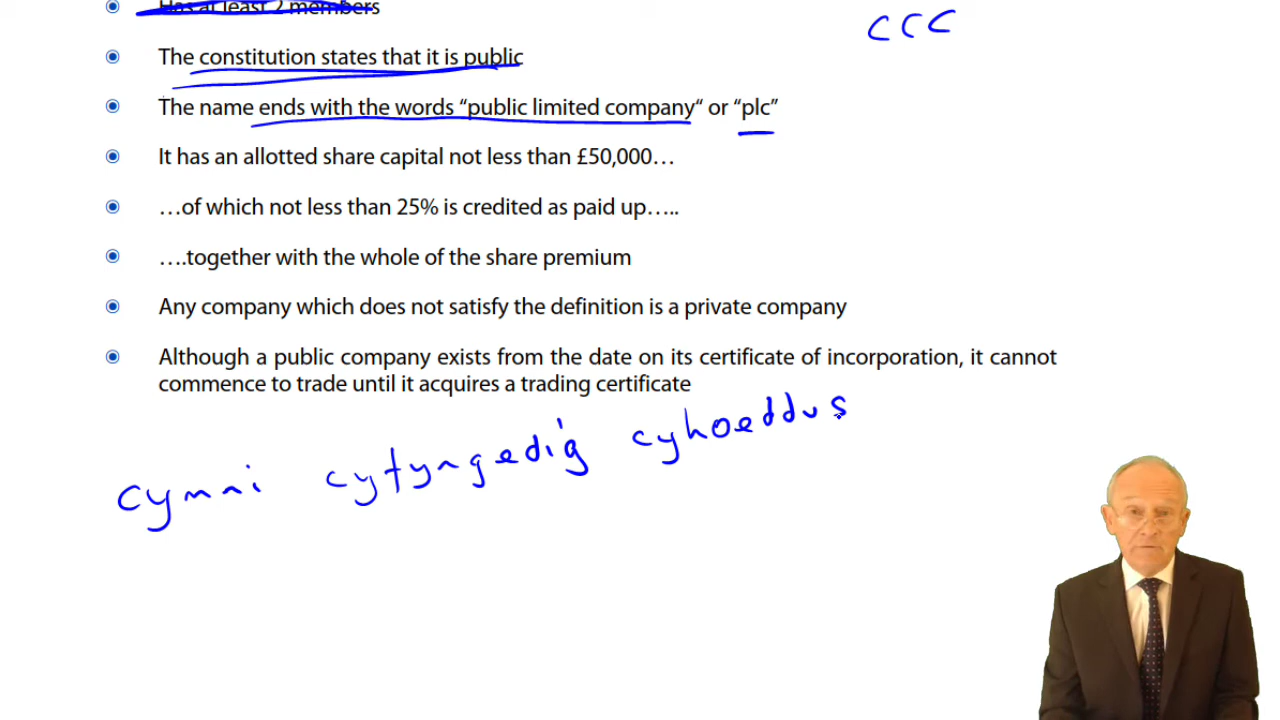 Has at least 2 members
CCC
The constitution states that it is public
The name ends with the words “public limited company“ or “plc”
It has an allotted share capital not less than £50,000…
…of which not less than 25% is credited as paid up…..
….together with the whole of the share premium
Any company which does not satisfy the definition is a private company
Although a public company exists from the date on its certificate of incorporation, it cannot
commence to trade until it acquires a trading certificate
cymni cytyngedig cyhoeddus